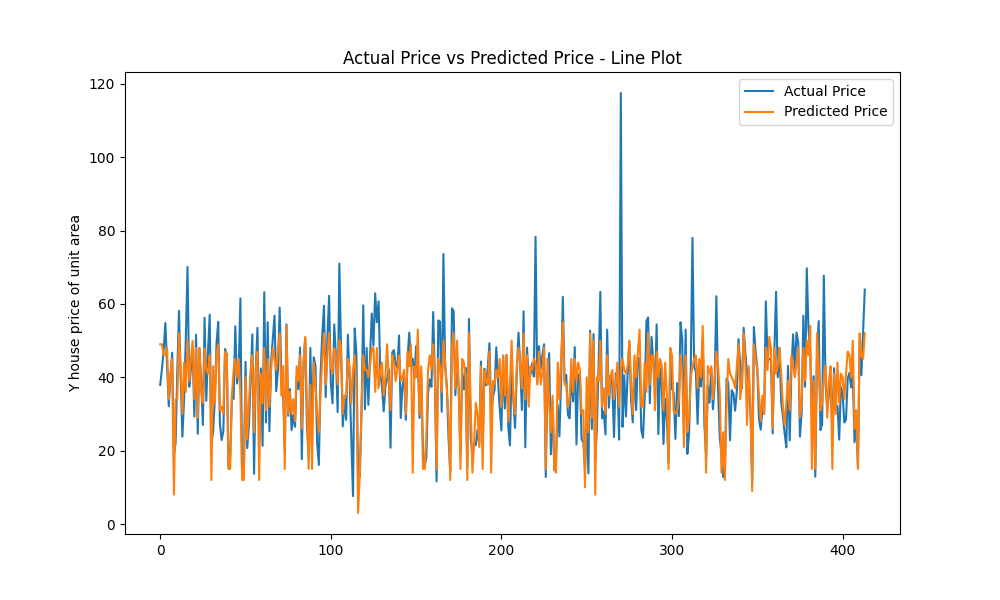 Actual Price vs Predicted Price - Line Plot
Actual Price
Predicted Price
Y house price of unit area
120
100
80
60
40
20
0
0 100 200 300 400